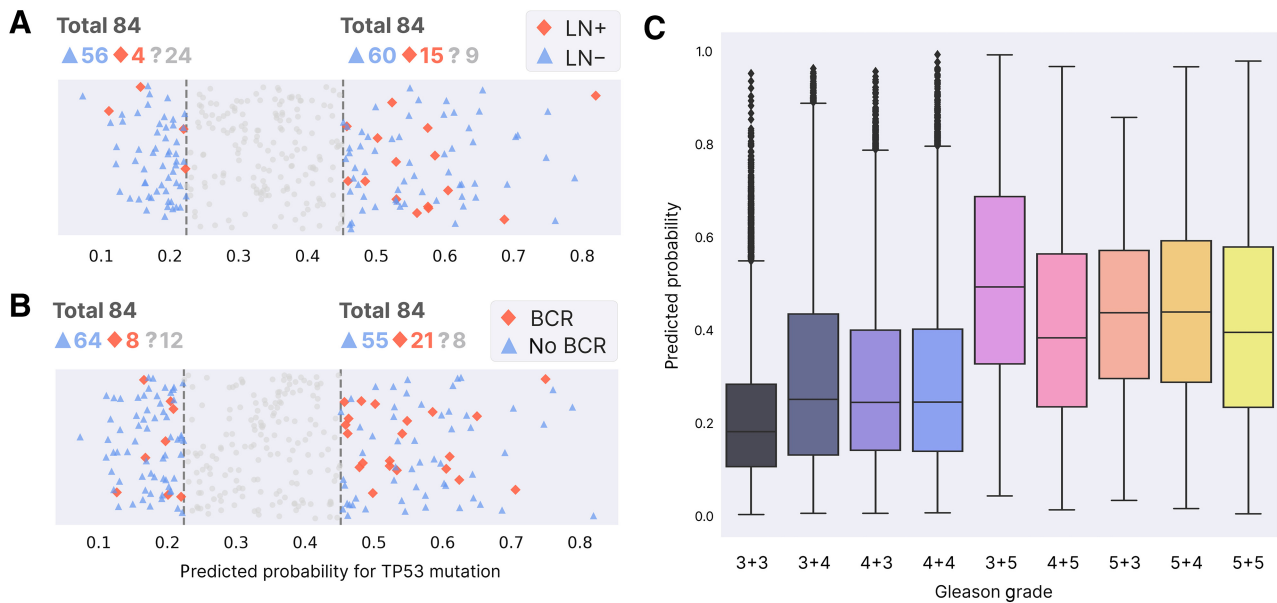 A
Total 84
56 4 ?24
Total 84
60 15 ? 9
LN+
LN−
0.1 0.2 0.3 0.4 0.5 0.6 0.7 0.8
B
Total 84
64 8 ?12
Total 84
55 21 ?8
BCR
No BCR
0.1 0.2 0.3 0.4 0.5 0.6 0.7 0.8
Predicted probability for TP53 mutation
C
Predicted probability
1.0
0.8
0.6
0.4
0.2
0.0
3+3 3+4 4+3 4+4 3+5 4+5 5+3 5+4 5+5
Gleason grade